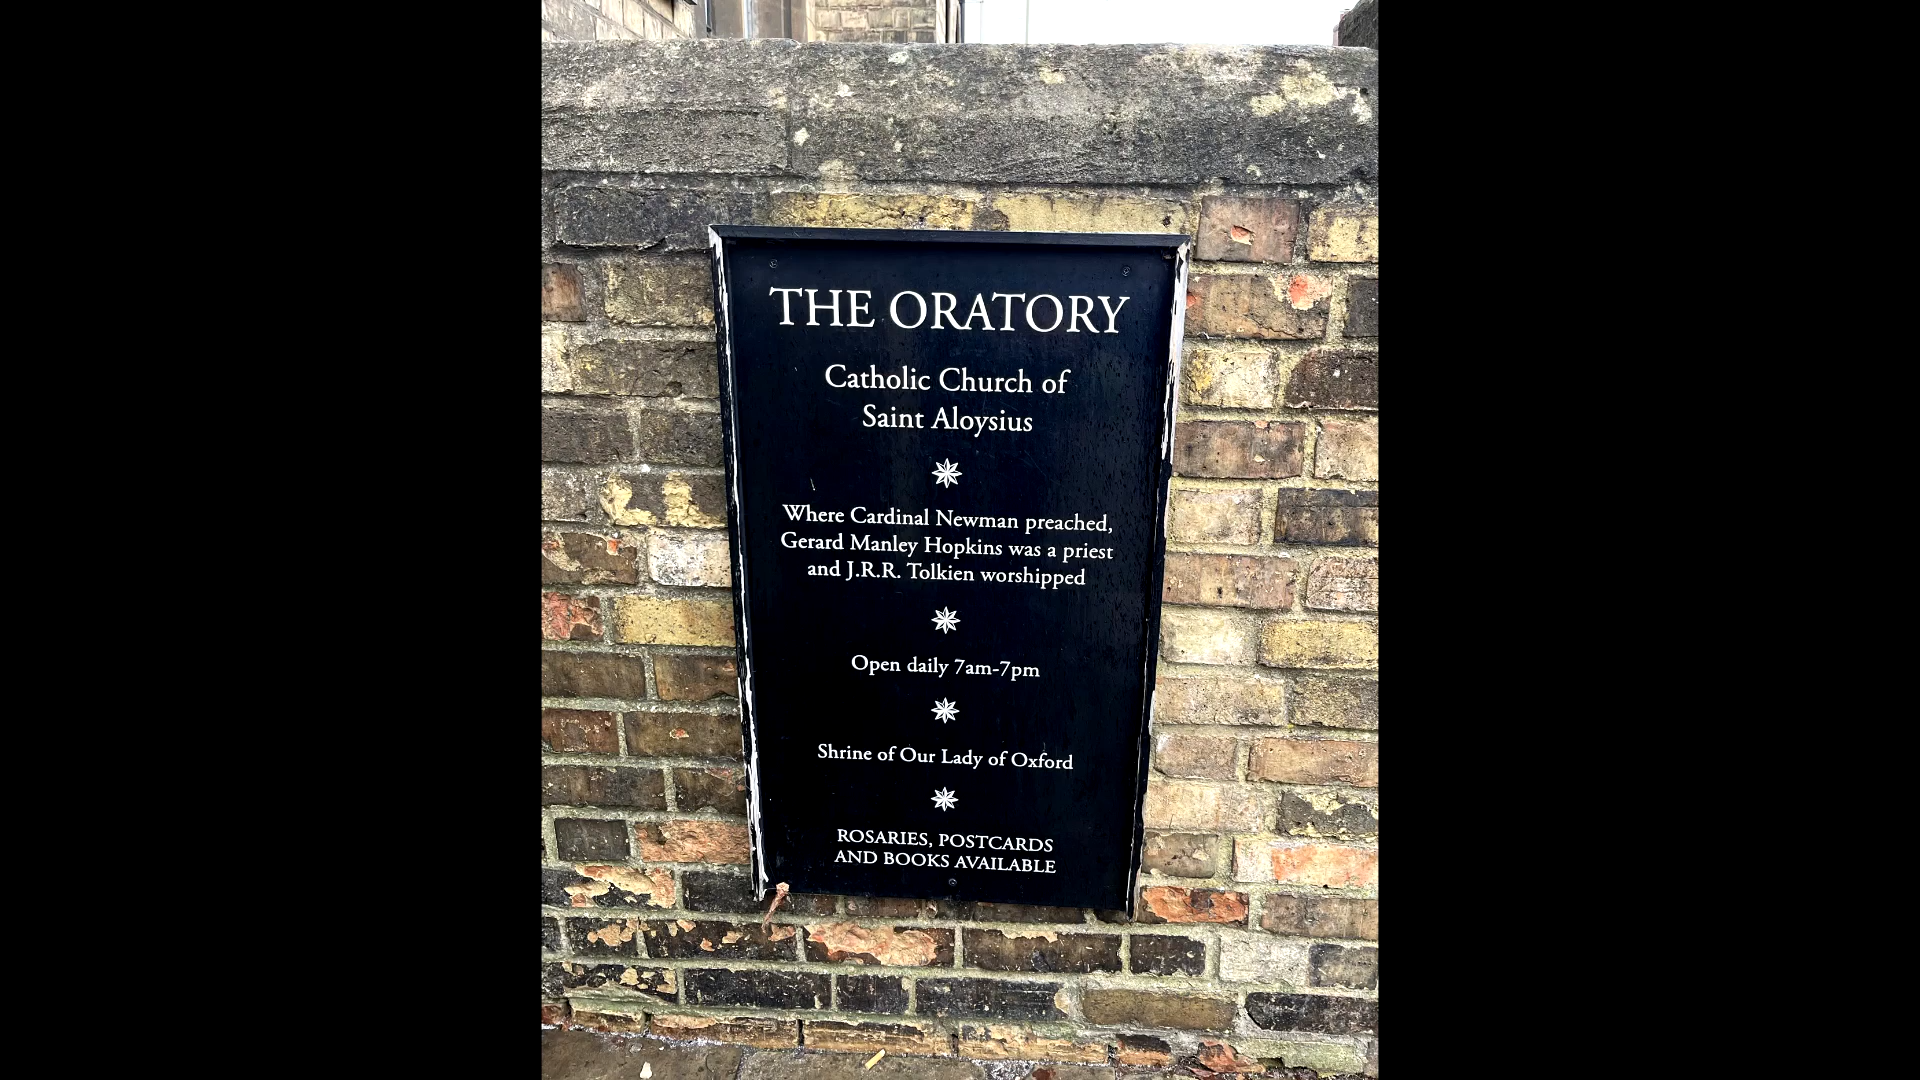 THE ORATORY
Catholic Church of
Saint Aloysius
Where Cardinal Newman preached,
Gerard Manley Hopkins was a priest
and J.R.R. Tolkien worshipped
Open daily 7am-7pm
Shrine of Our Lady of Oxford
ROSARIES, POSTCARDS
AND BOOKS AVAILABLE